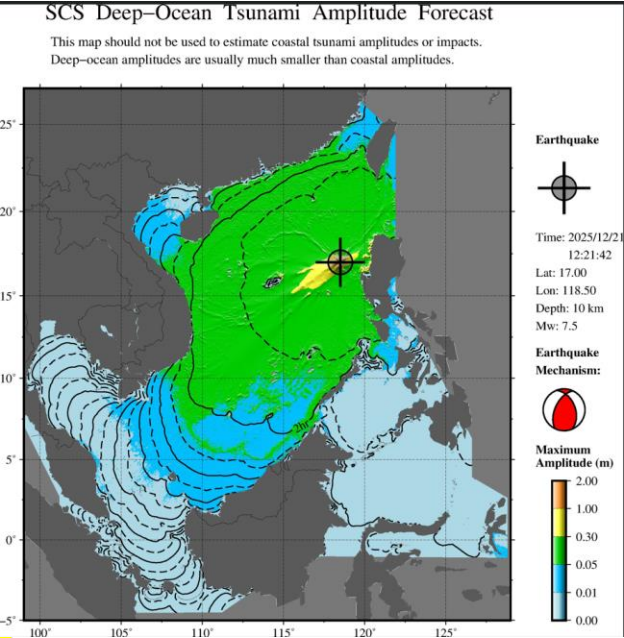 SCS Deep-Ocean Tsunami Amplitude Forecast
This map should not be used to estimate coastal tsunami amplitudes or impacts.
Deep-ocean amplitudes are usually much smaller than coastal amplitudes.
25°
20°
15°
10°
5°
0°
-5°
100°
105°
110°
115°
120°
125°
2hr
Earthquake
Time: 2025/12/21
12:21:42
Lat: 17.00
Lon: 118.50
Depth: 10 km
Mw: 7.5
Earthquake
Mechanism:
Maximum
Amplitude (m)
2.00
1.00
0.30
0.05
0.01
0.00